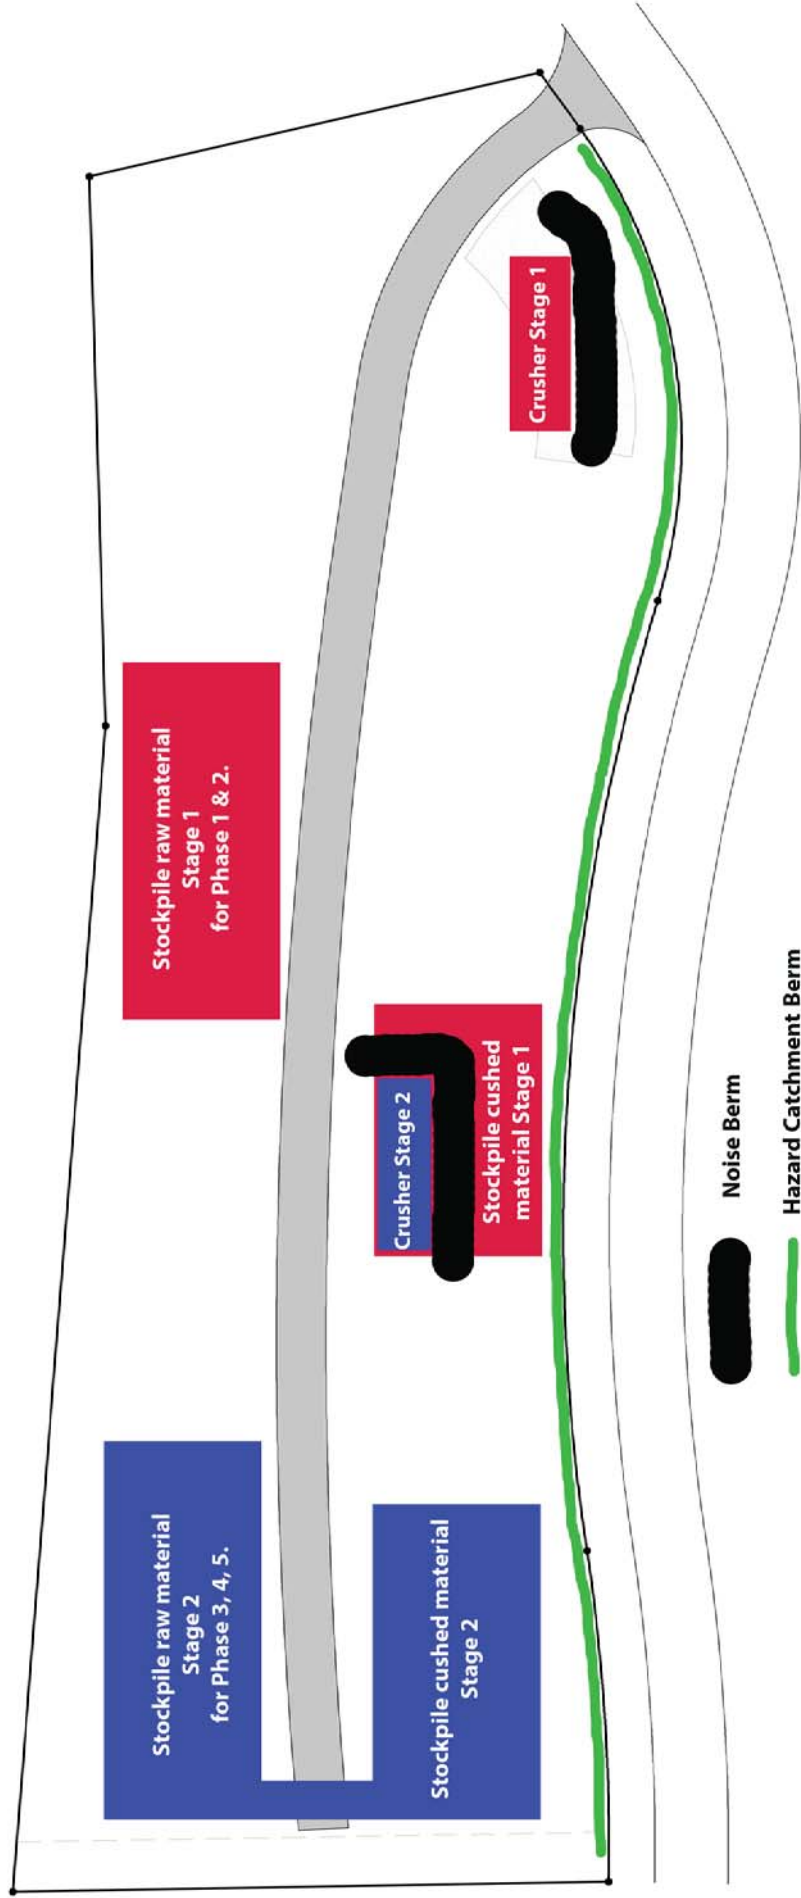 Stockpile raw material
Stage 2
for Phase 3, 4, 5.
Stockpile cushed material
Stage 2
Stockpile raw material
Stage 1
for Phase 1 & 2.
Crusher Stage 2
Stockpile cushed
material Stage 1
Crusher Stage 1
Noise Berm
Hazard Catchment Berm